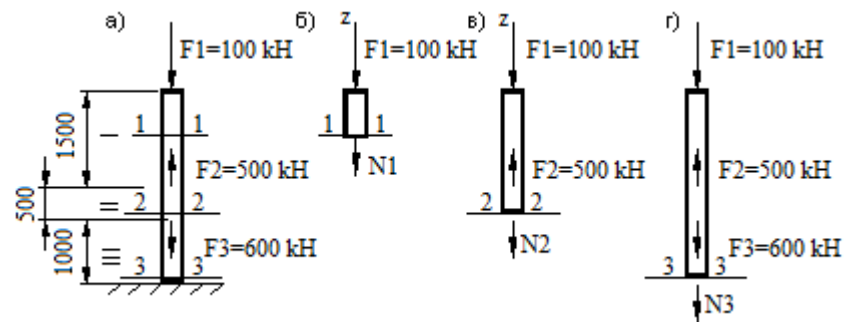 а) б) z в) z г)
F1=100 kH F1=100 kH F1=100 kH F1=100 kH
1500 1 1 1 1 N1
F2=500 kH F2=500 kH F2=500 kH
500 2 2 2 2
N2
1000 F3=600 kH F3=600 kH
3 3 3 3
N3